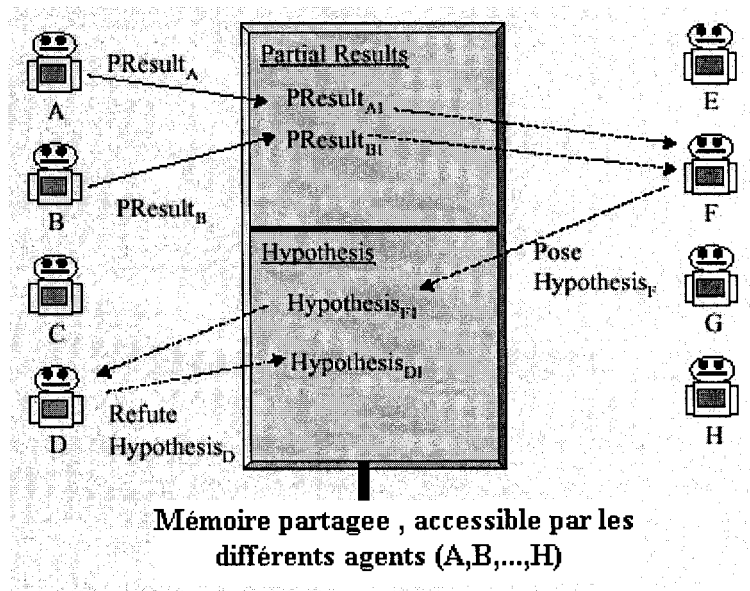 A
PResult_A
B
PResult_B
C
D
Refute
Hypothesis_D
Partial Results
PResult_A1
PResult_B1
Hypothesis
Hypothesis_F1
Hypothesis_D1
Pose
Hypothesis_F
E
F
G
H
Mémoire partagee , accessible par les
différents agents (A,B,...,H)